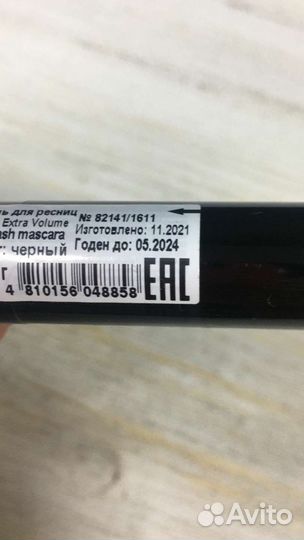 для ресниц
Extra Volume
mascara
черный
г
№ 82141/1611
Изготовлено: 11.2021
Годен до: 05.2024
4 810156 048858
EAC
Avito